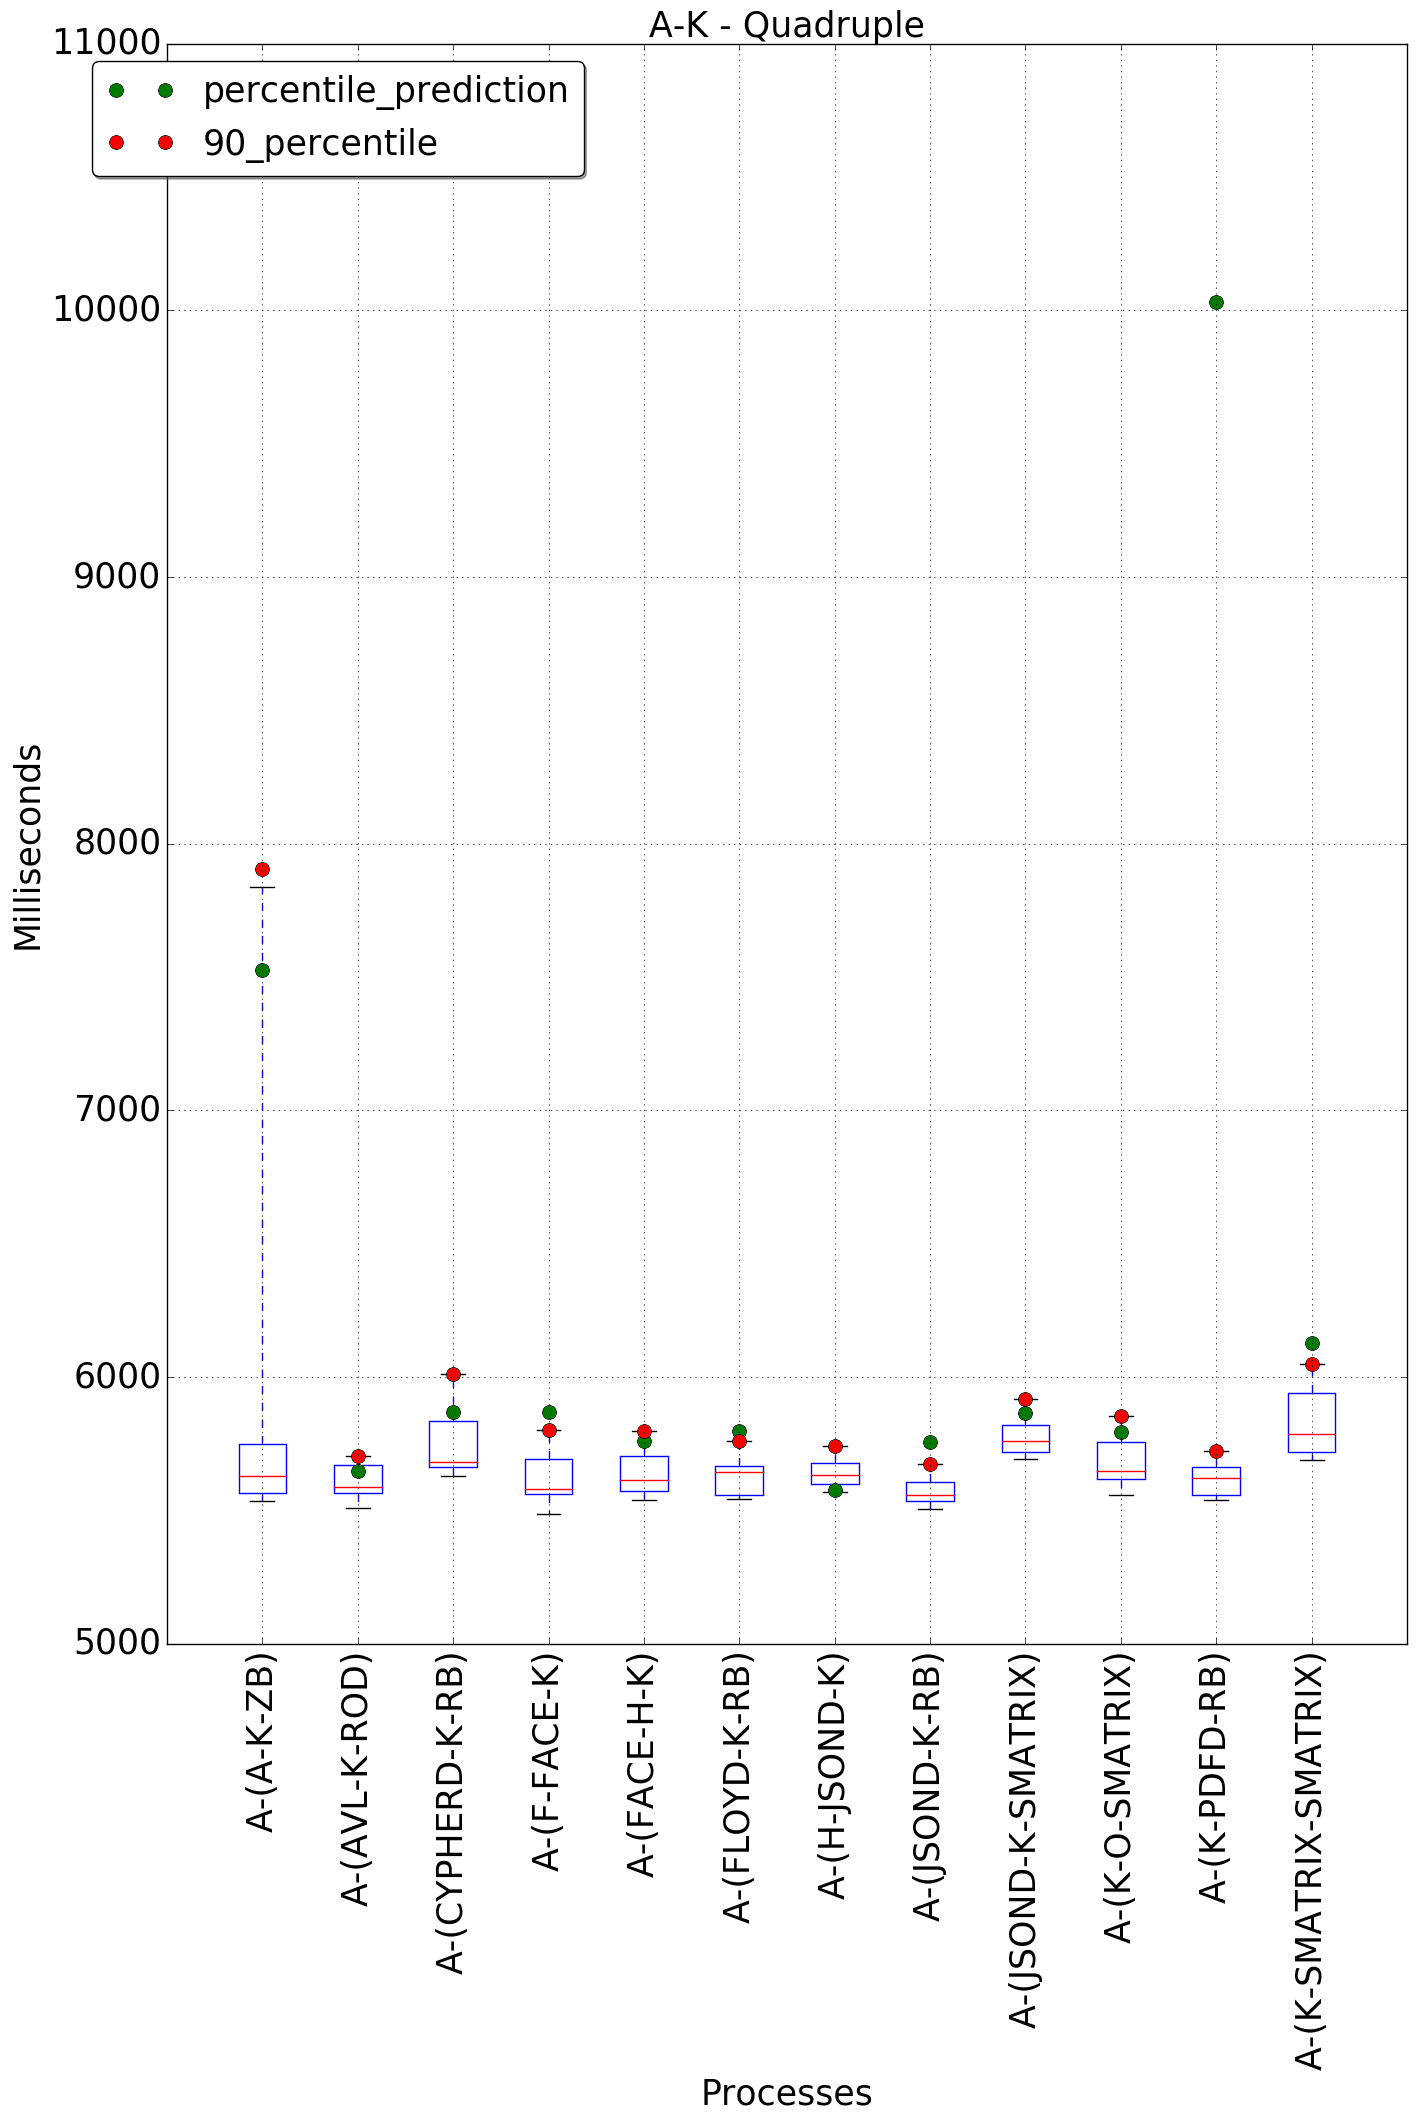 A-K - Quadruple
percentile_prediction
90_percentile
11000
10000
9000
8000
7000
6000
5000
Milliseconds
A-(A-K-ZB)
A-(AVL-K-ROD)
A-(CYPHERD-K-RB)
A-(F-FACE-K)
A-(FACE-H-K)
A-(FLOYD-K-RB)
A-(H-JSOND-K)
A-(JSOND-K-RB)
A-(JSOND-K-SMATRIX)
A-(K-O-SMATRIX)
A-(K-PDFD-RB)
A-(K-SMATRIX-SMATRIX)
Processes